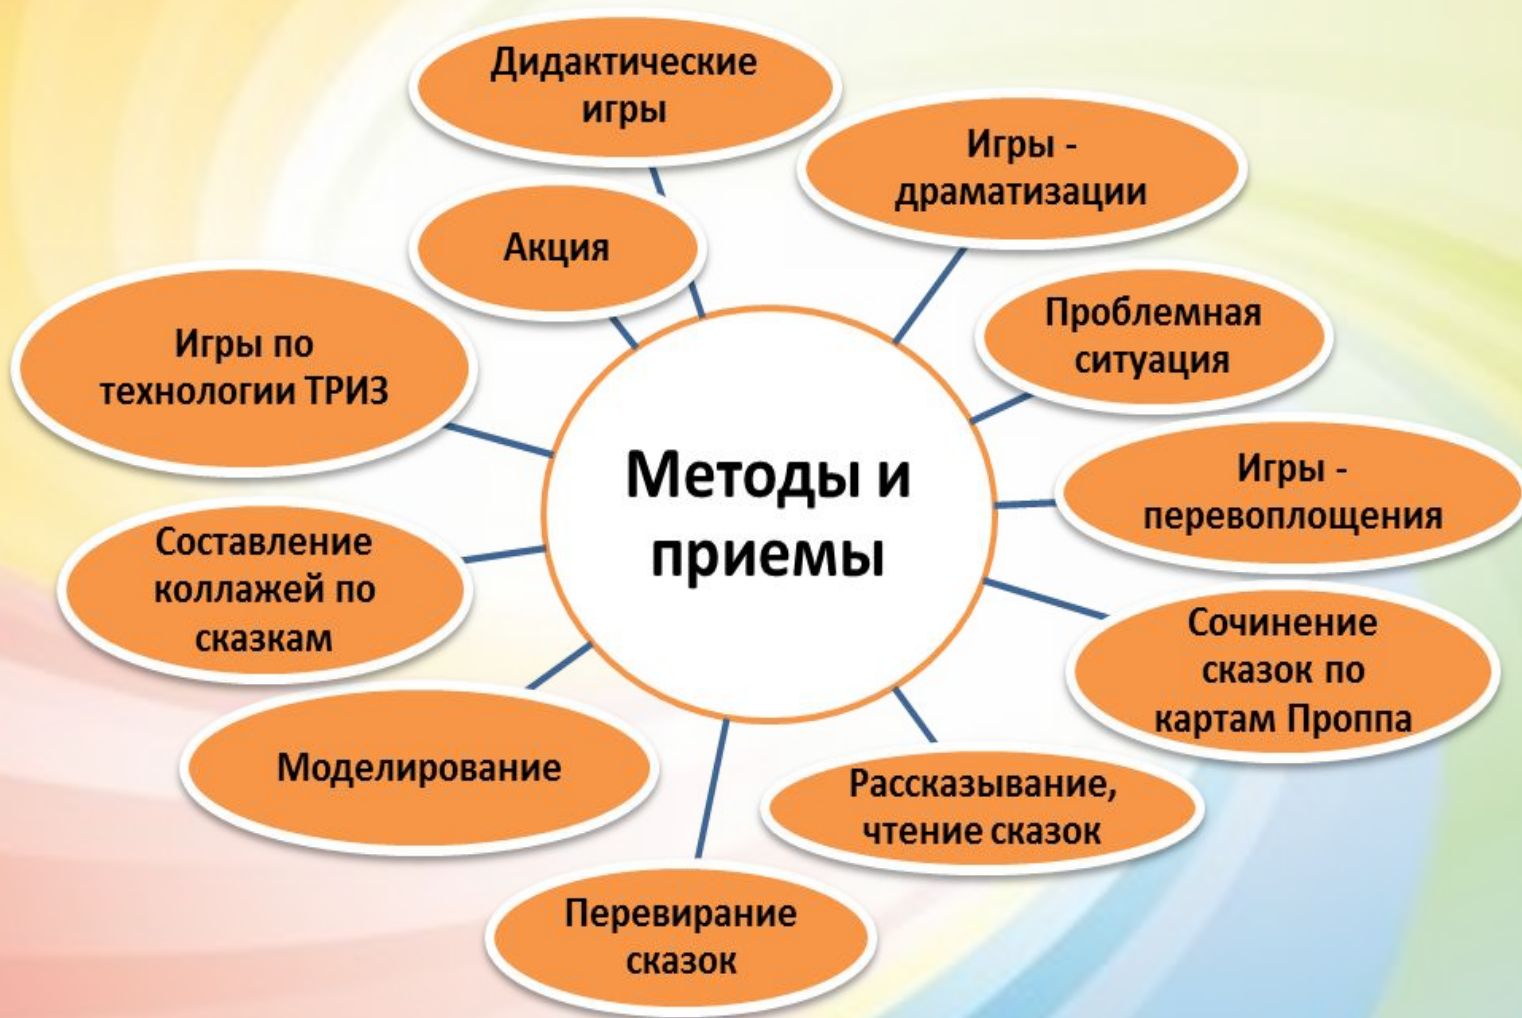 Дидактические
игры
Игры -
драматизации
Акция
Проблемная
ситуация
Игры по
технологии ТРИЗ
Методы и
приемы
Игры -
перевоплощения
Составление
коллажей по
сказкам
Сочинение
сказок по
картам Проппа
Моделирование
Рассказывание,
чтение сказок
Перевирание
сказок